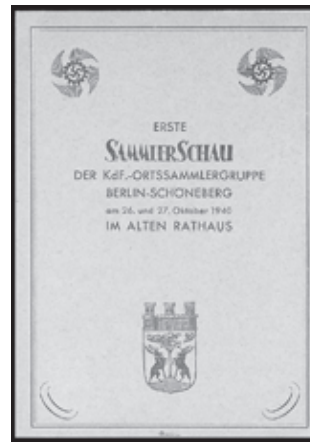 ERSTE
SAMMLERSCHAU
DER KdF.-ORTSSAMMLERGRUPPE
BERLIN-SCHÖNEBERG
am 26. und 27. Oktober 1940
IM ALTEN RATHAUS